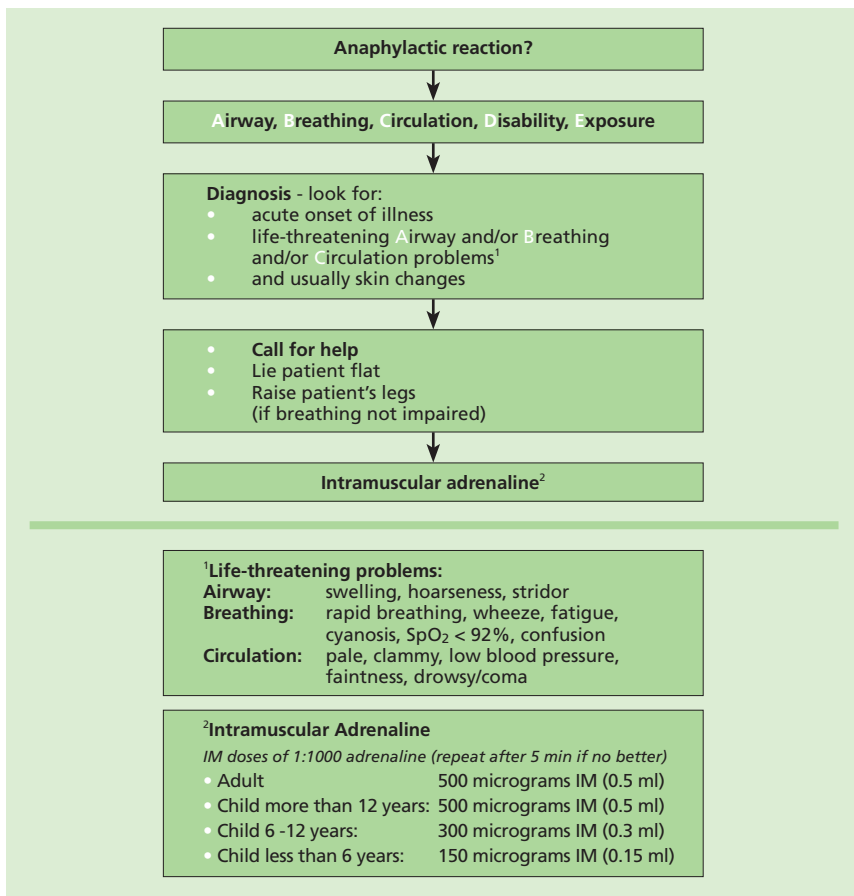 Anaphylactic reaction?
Airway, Breathing, Circulation, Disability, Exposure
Diagnosis - look for:
• acute onset of illness
• life-threatening Airway and/or Breathing
and/or Circulation problems¹
• and usually skin changes
• Call for help
• Lie patient flat
• Raise patient's legs
(if breathing not impaired)
Intramuscular adrenaline²
¹Life-threatening problems:
Airway: swelling, hoarseness, stridor
Breathing: rapid breathing, wheeze, fatigue,
cyanosis, SpO₂ < 92%, confusion
Circulation: pale, clammy, low blood pressure,
faintness, drowsy/coma
²Intramuscular Adrenaline
IM doses of 1:1000 adrenaline (repeat after 5 min if no better)
• Adult 500 micrograms IM (0.5 ml)
• Child more than 12 years: 500 micrograms IM (0.5 ml)
• Child 6 -12 years: 300 micrograms IM (0.3 ml)
• Child less than 6 years: 150 micrograms IM (0.15 ml)